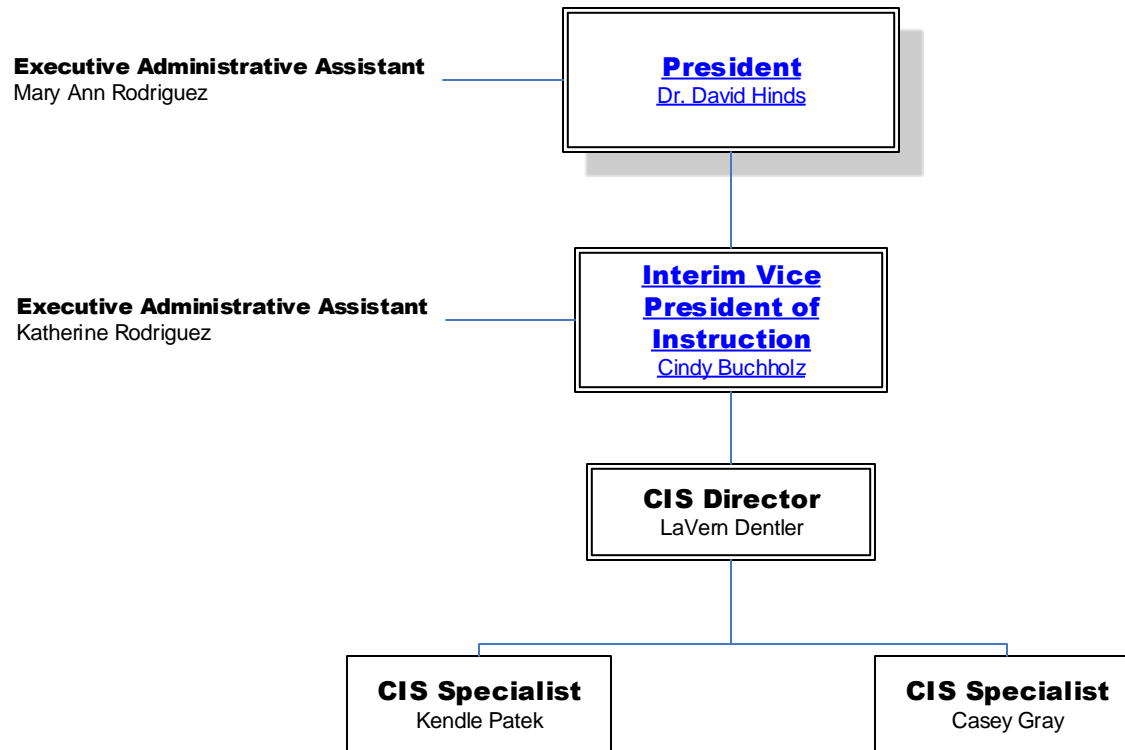 Executive Administrative Assistant
Mary Ann Rodriguez
President
Dr. David Hinds
Executive Administrative Assistant
Katherine Rodriguez
Interim Vice
President of
Instruction
Cindy Buchholz
CIS Director
LaVern Dentler
CIS Specialist
Kendle Patek
CIS Specialist
Casey Gray